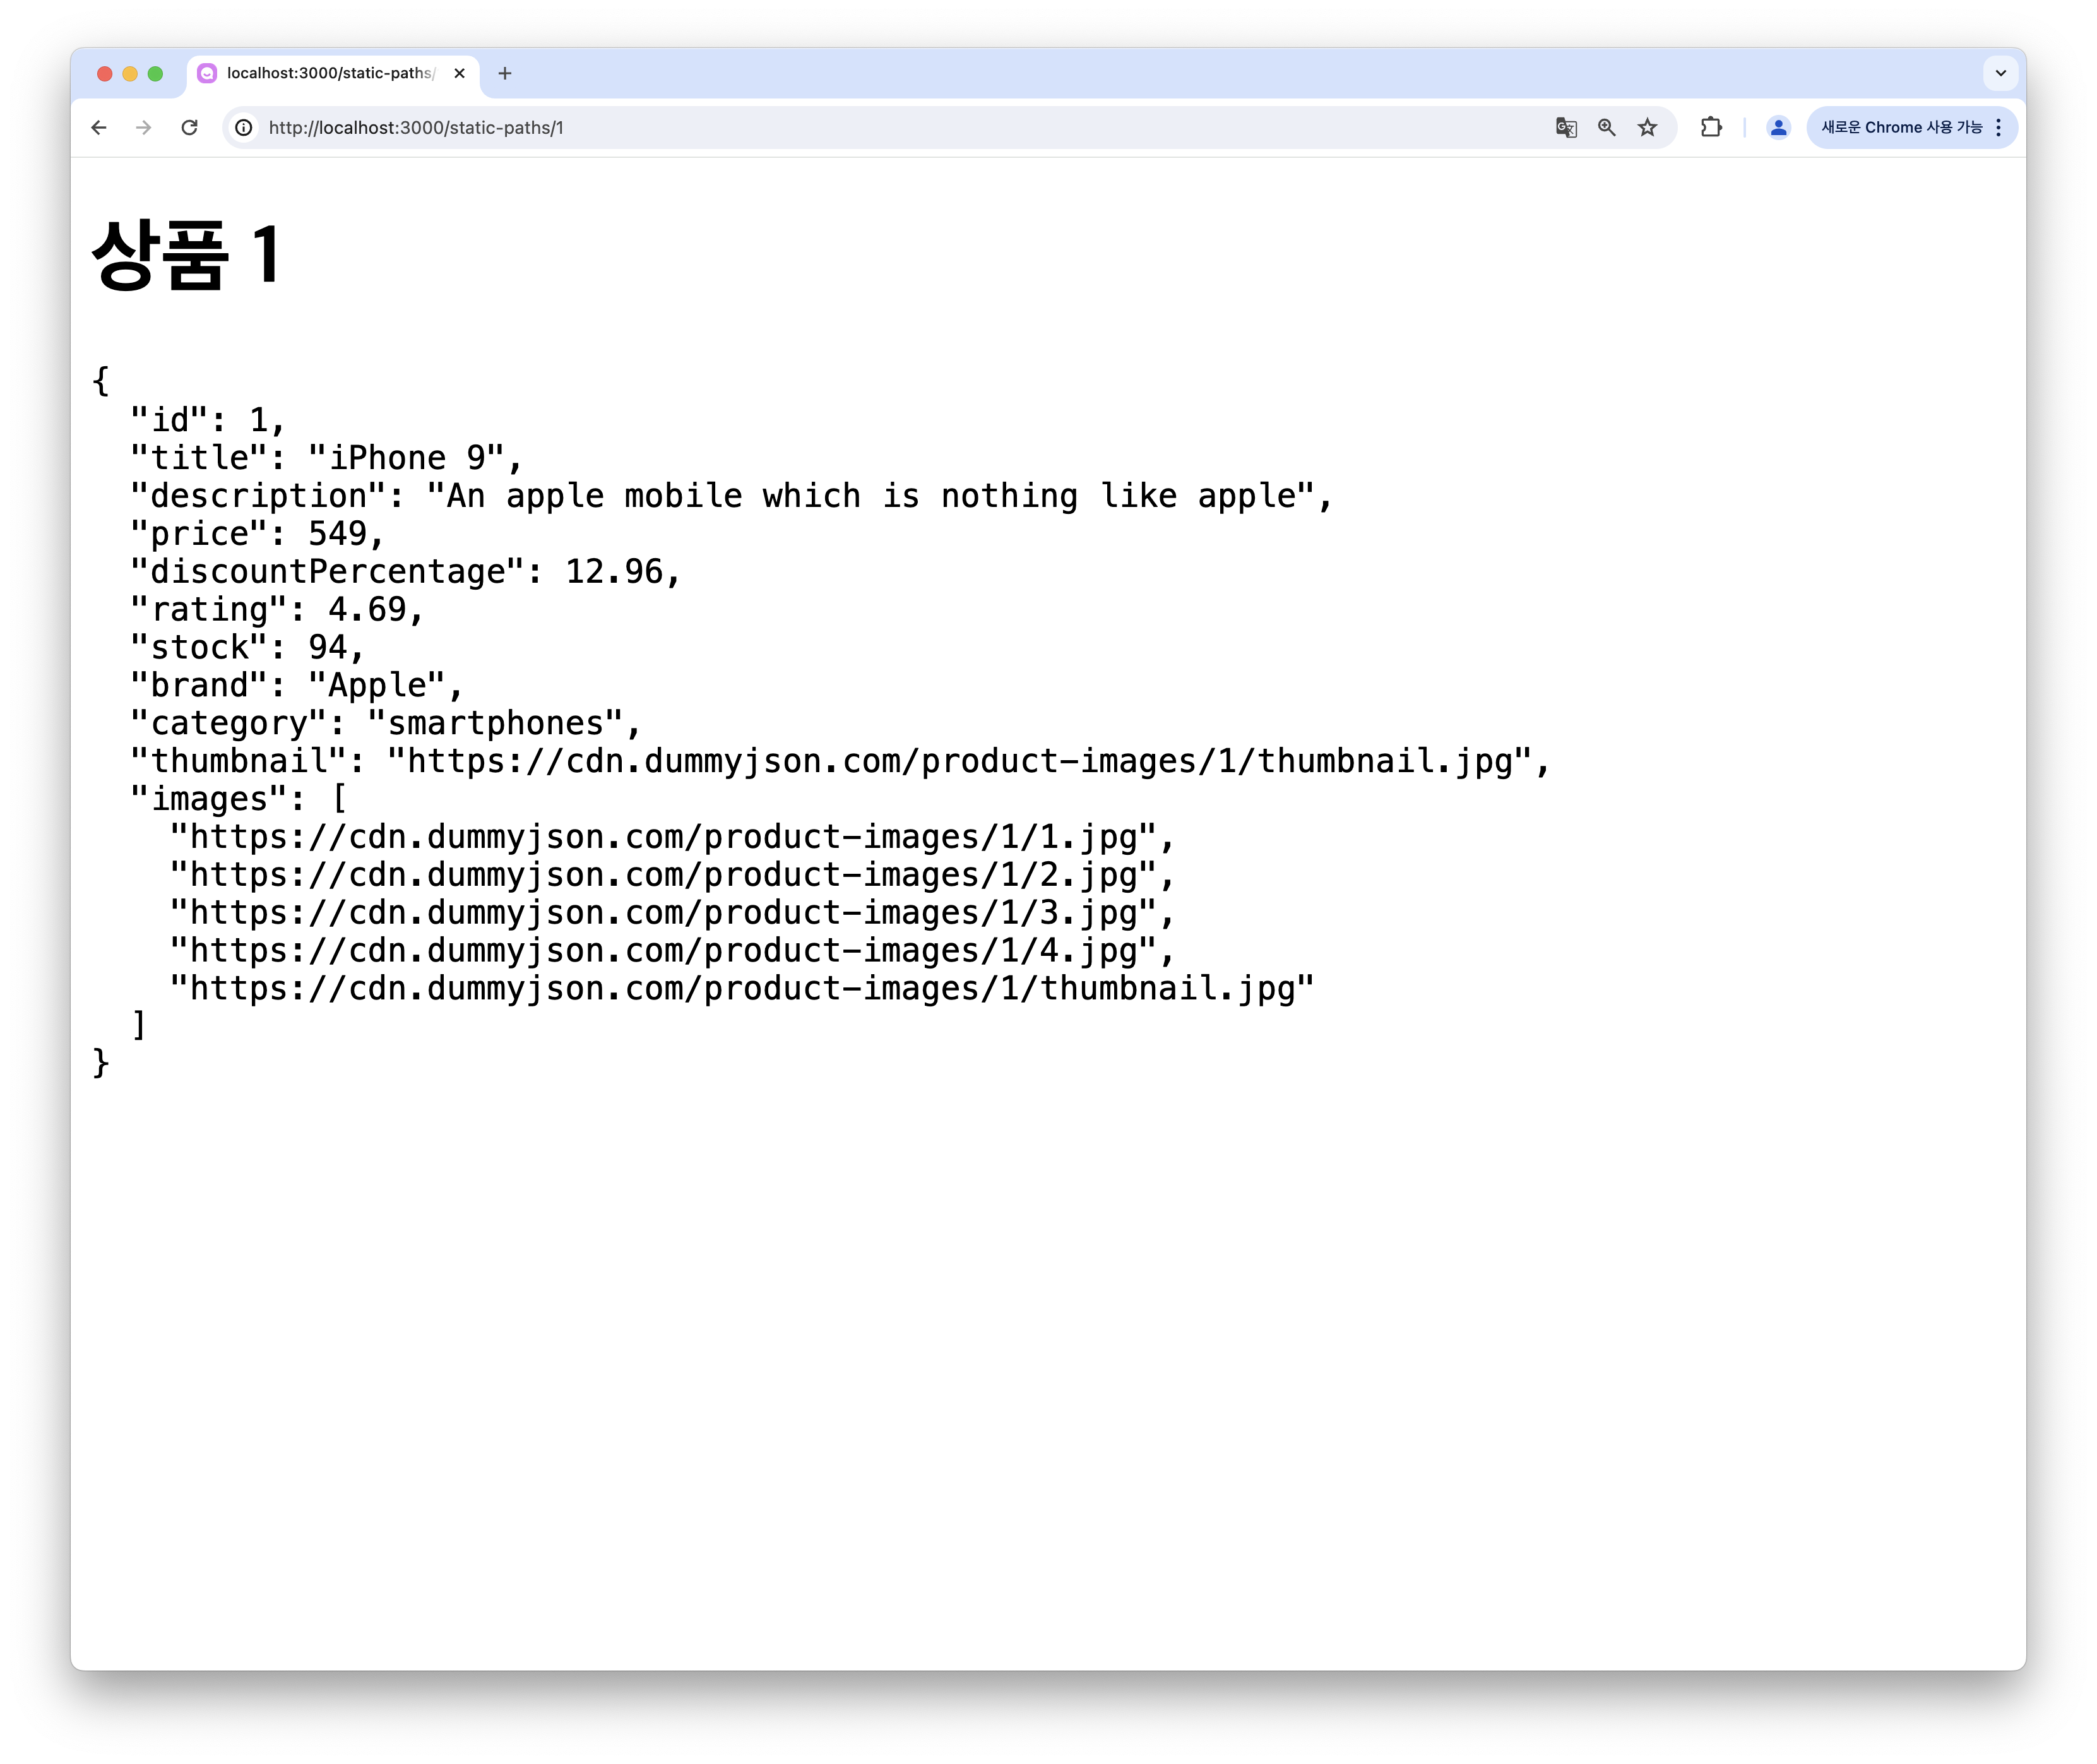 localhost:3000/static-paths/
http://localhost:3000/static-paths/1
새로운 Chrome 사용 가능
상품 1
{
  "id": 1,
  "title": "iPhone 9",
  "description": "An apple mobile which is nothing like apple",
  "price": 549,
  "discountPercentage": 12.96,
  "rating": 4.69,
  "stock": 94,
  "brand": "Apple",
  "category": "smartphones",
  "thumbnail": "https://cdn.dummyjson.com/product-images/1/thumbnail.jpg",
  "images": [
    "https://cdn.dummyjson.com/product-images/1/1.jpg",
    "https://cdn.dummyjson.com/product-images/1/2.jpg",
    "https://cdn.dummyjson.com/product-images/1/3.jpg",
    "https://cdn.dummyjson.com/product-images/1/4.jpg",
    "https://cdn.dummyjson.com/product-images/1/thumbnail.jpg"
  ]
}